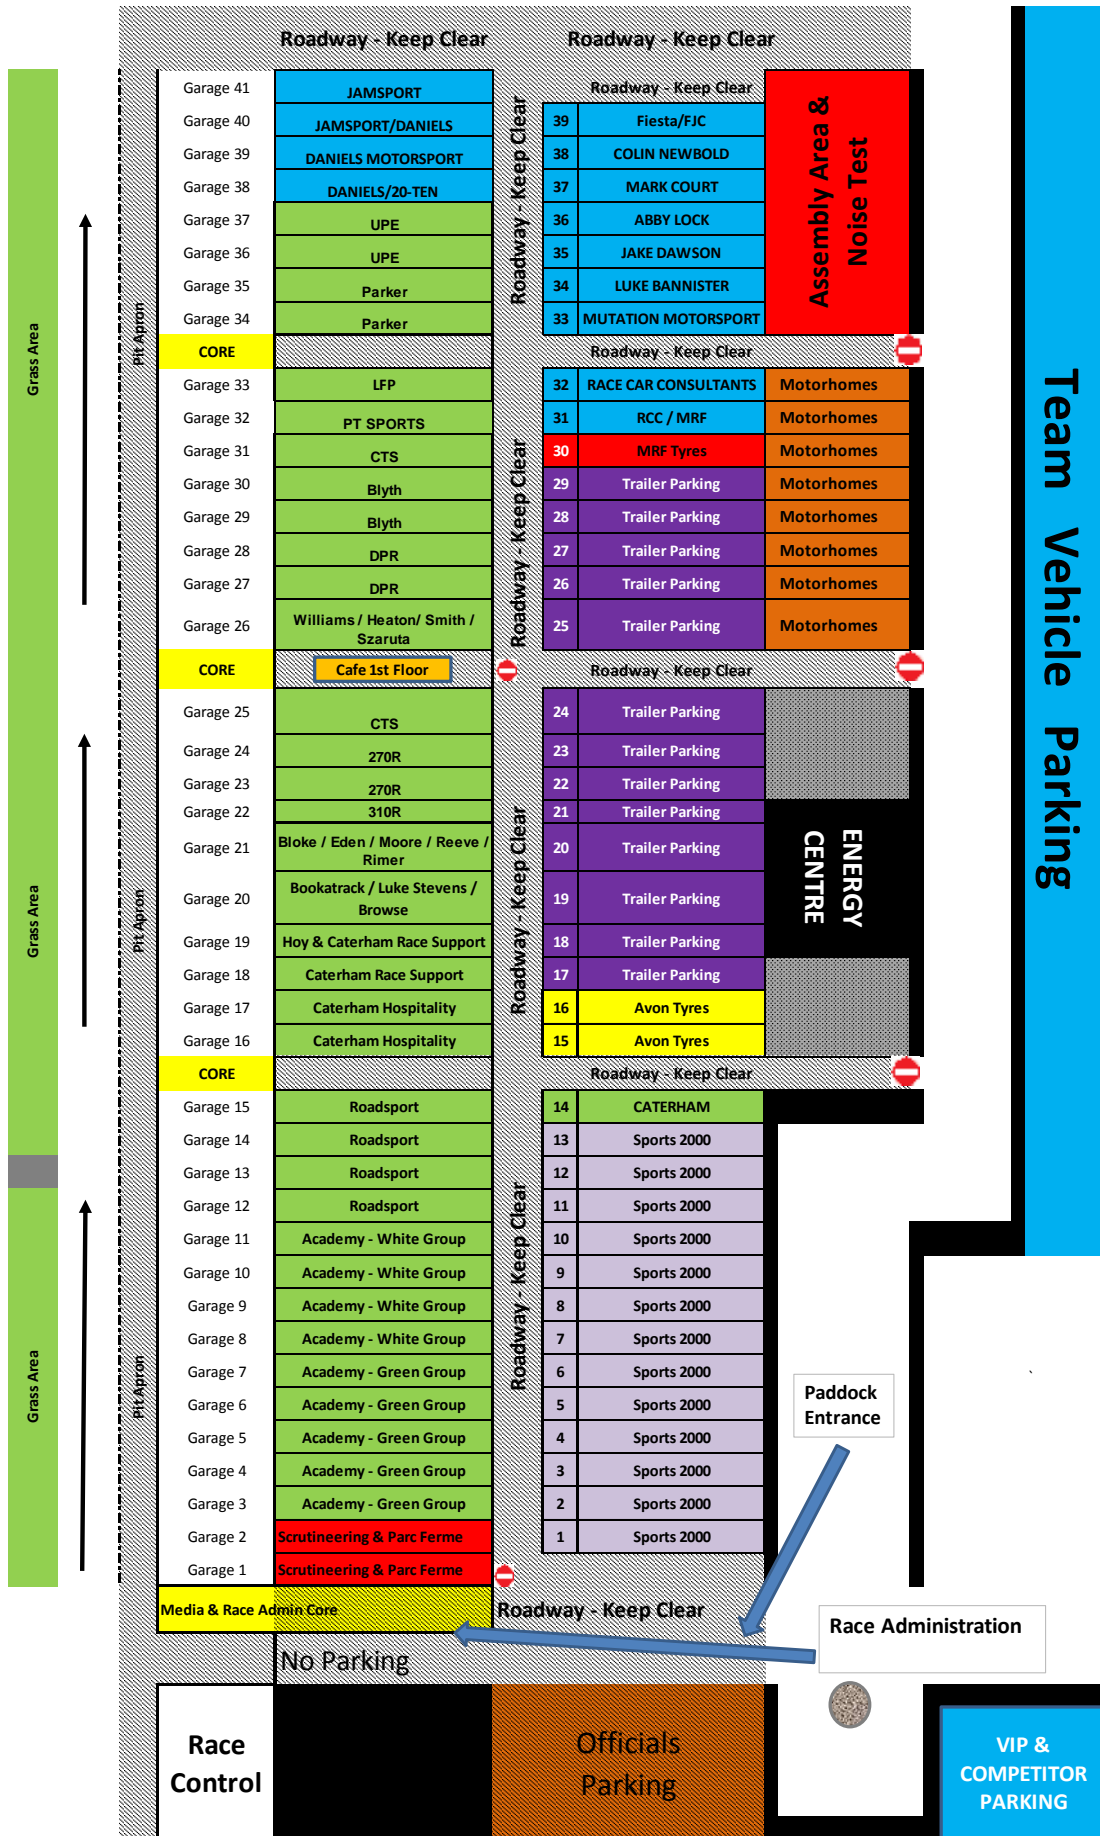 Roadway - Keep Clear Roadway - Keep Clear
Garage 41 JAMSPORT Roadway - Keep Clear
Garage 40 JAMSPORT/DANIELS 39 Fiesta/FJC
Garage 39 DANIELS MOTORSPORT 38 COLIN NEWBOLD
Garage 38 DANIELS/20-TEN 37 MARK COURT
Garage 37 UPE 36 ABBY LOCK
Garage 36 UPE 35 JAKE DAWSON
Garage 35 Parker 34 LUKE BANNISTER
Garage 34 Parker 33 MUTATION MOTORSPORT
Roadway - Keep Clear
Assembly Area &
Noise Test
Grass Area
Pit Apron
CORE Roadway - Keep Clear
Garage 33 LFP 32 RACE CAR CONSULTANTS Motorhomes
Garage 32 PT SPORTS 31 RCC / MRF Motorhomes
Garage 31 CTS 30 MRF Tyres Motorhomes
Garage 30 Blyth 29 Trailer Parking Motorhomes
Garage 29 Blyth 28 Trailer Parking Motorhomes
Garage 28 DPR 27 Trailer Parking Motorhomes
Garage 27 DPR 26 Trailer Parking Motorhomes
Garage 26 Williams / Heaton/ Smith /
Szaruta 25 Trailer Parking Motorhomes
Roadway - Keep Clear
Team Vehicle Parking
CORE Cafe 1st Floor Roadway - Keep Clear
Garage 25 CTS 24 Trailer Parking
Garage 24 270R 23 Trailer Parking
Garage 23 270R 22 Trailer Parking
Garage 22 310R 21 Trailer Parking
Garage 21 Bloke / Eden / Moore / Reeve /
Rimer 20 Trailer Parking
Garage 20 Bookatrack / Luke Stevens /
Browse 19 Trailer Parking
Garage 19 Hoy & Caterham Race Support 18 Trailer Parking
Garage 18 Caterham Race Support 17 Trailer Parking
Garage 17 Caterham Hospitality 16 Avon Tyres
Garage 16 Caterham Hospitality 15 Avon Tyres
Roadway - Keep Clear
ENERGY
CENTRE
Grass Area
Pit Apron
CORE Roadway - Keep Clear
Garage 15 Roadsport 14 CATERHAM
Garage 14 Roadsport 13 Sports 2000
Garage 13 Roadsport 12 Sports 2000
Garage 12 Roadsport 11 Sports 2000
Garage 11 Academy - White Group 10 Sports 2000
Garage 10 Academy - White Group 9 Sports 2000
Garage 9 Academy - White Group 8 Sports 2000
Garage 8 Academy - White Group 7 Sports 2000
Garage 7 Academy - Green Group 6 Sports 2000
Garage 6 Academy - Green Group 5 Sports 2000
Garage 5 Academy - Green Group 4 Sports 2000
Garage 4 Academy - Green Group 3 Sports 2000
Garage 3 Academy - Green Group 2 Sports 2000
Garage 2 Scrutineering & Parc Ferme 1 Sports 2000
Garage 1 Scrutineering & Parc Ferme
Roadway - Keep Clear
Grass Area
Pit Apron
Paddock
Entrance
Media & Race Admin Core Roadway - Keep Clear
Race Administration
No Parking
Race
Control
Officials
Parking
VIP &
COMPETITOR
PARKING